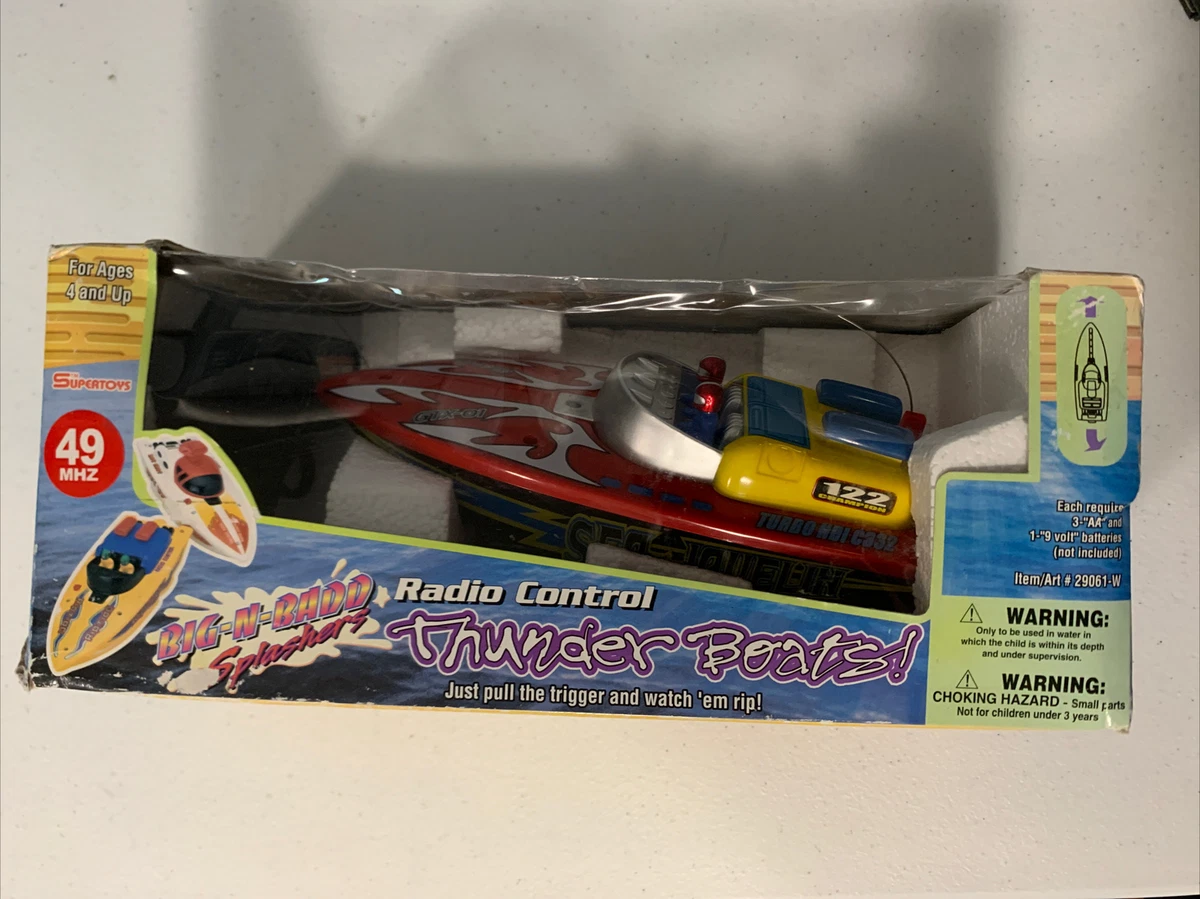 For Ages
4 and Up
SUPERTOYS
49
MHZ
GTX-01
122
CHAMPION
Each require
3-"AA" and
1-"9 volt" batteries
(not included)
Item/Art # 29061-W
BIG-N-BADD
Splashers
Radio Control
Thunder Boats!
Just pull the trigger and watch 'em rip!
WARNING:
Only to be used in water in
which the child is within its depth
and under supervision.
WARNING:
CHOKING HAZARD - Small parts
Not for children under 3 years